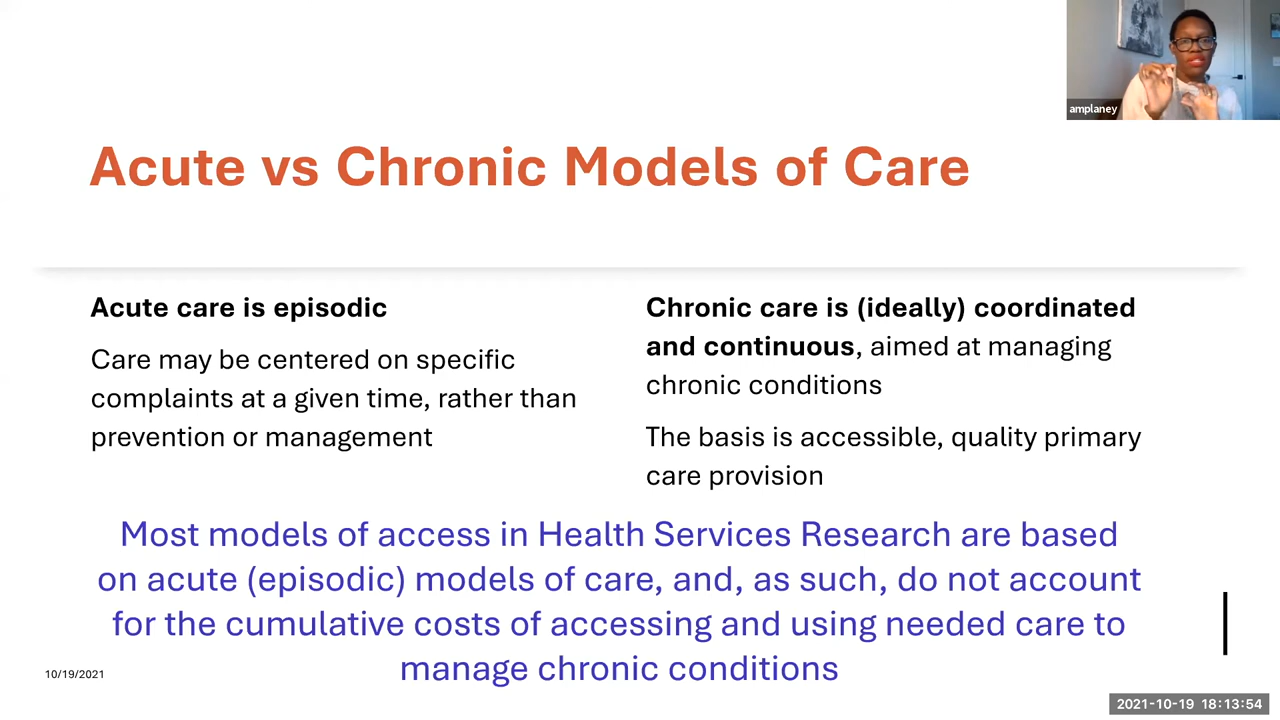 amplaney
Acute vs Chronic Models of Care
Acute care is episodic
Care may be centered on specific
complaints at a given time, rather than
prevention or management
Chronic care is (ideally) coordinated
and continuous, aimed at managing
chronic conditions
The basis is accessible, quality primary
care provision
Most models of access in Health Services Research are based
on acute (episodic) models of care, and, as such, do not account
for the cumulative costs of accessing and using needed care to
manage chronic conditions
10/19/2021
2021-10-19 18:13:54